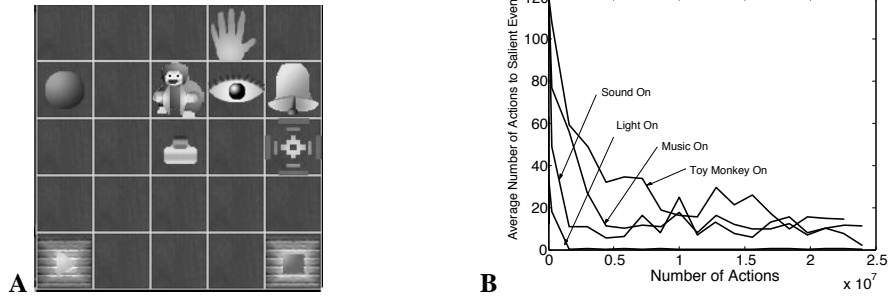 A
B
Average Number of Actions to Salient Event
120
80
60
40
20
0
Sound On
Light On
Music On
Toy Monkey On
0
0.5
1
1.5
2
2.5
Number of Actions
x 10^7